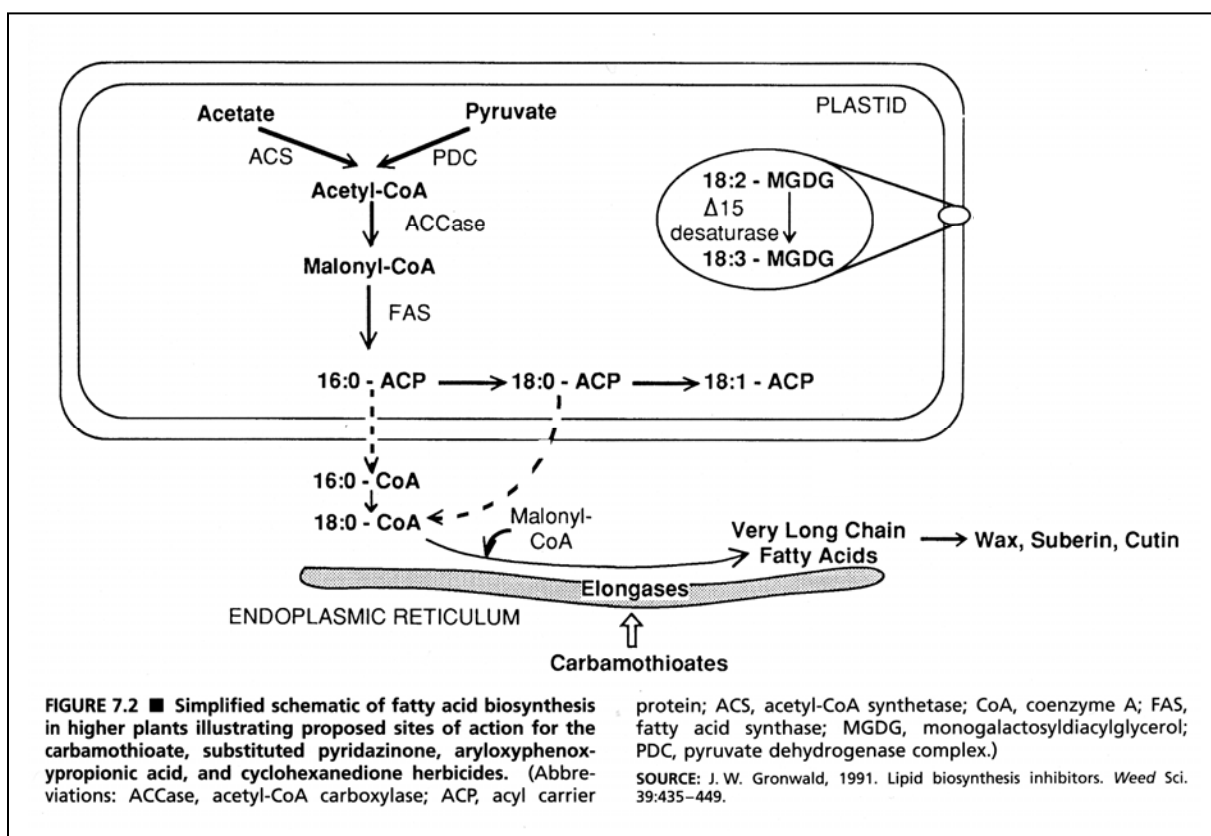 PLASTID
Acetate
Pyruvate
ACS
PDC
Acetyl-CoA
ACCase
Malonyl-CoA
FAS
18:2 - MGDG
Δ15
desaturase
18:3 - MGDG
16:0 - ACP
18:0 - ACP
18:1 - ACP
16:0 - CoA
18:0 - CoA
Malonyl-
CoA
Very Long Chain
Fatty Acids
Wax, Suberin, Cutin
Elongases
ENDOPLASMIC RETICULUM
Carbamothioates
FIGURE 7.2 ■ Simplified schematic of fatty acid biosynthesis
in higher plants illustrating proposed sites of action for the
carbamothioate, substituted pyridazinone, aryloxyphenox-
ypropionic acid, and cyclohexanedione herbicides. (Abbre-
viations: ACCase, acetyl-CoA carboxylase; ACP, acyl carrier
protein; ACS, acetyl-CoA synthetase; CoA, coenzyme A; FAS,
fatty acid synthase; MGDG, monogalactosyldiacylglycerol;
PDC, pyruvate dehydrogenase complex.)
SOURCE: J. W. Gronwald, 1991. Lipid biosynthesis inhibitors. Weed Sci.
39:435–449.